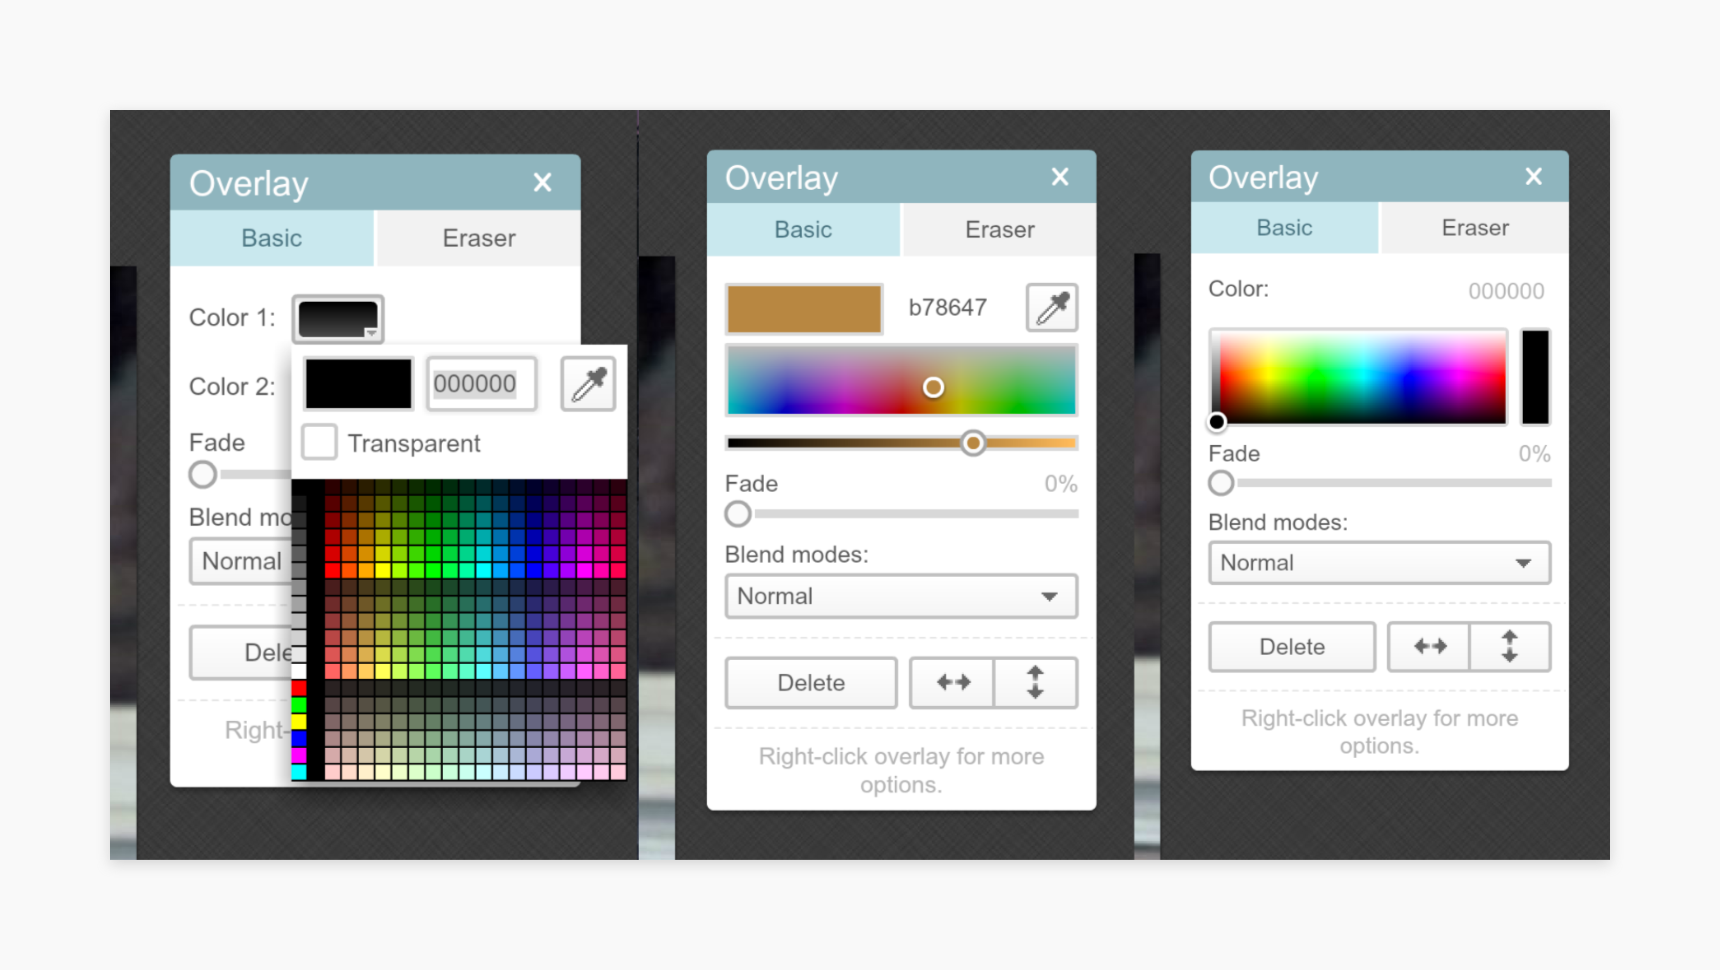 Overlay
Basic Eraser
Color 1:
Color 2: 000000
Transparent
Fade
Blend mo
Normal
Dele
Right-
Overlay
Basic Eraser
b78647
Fade 0%
Blend modes:
Normal
Delete
Right-click overlay for more
options.
Overlay
Basic Eraser
Color: 000000
Fade 0%
Blend modes:
Normal
Delete
Right-click overlay for more
options.